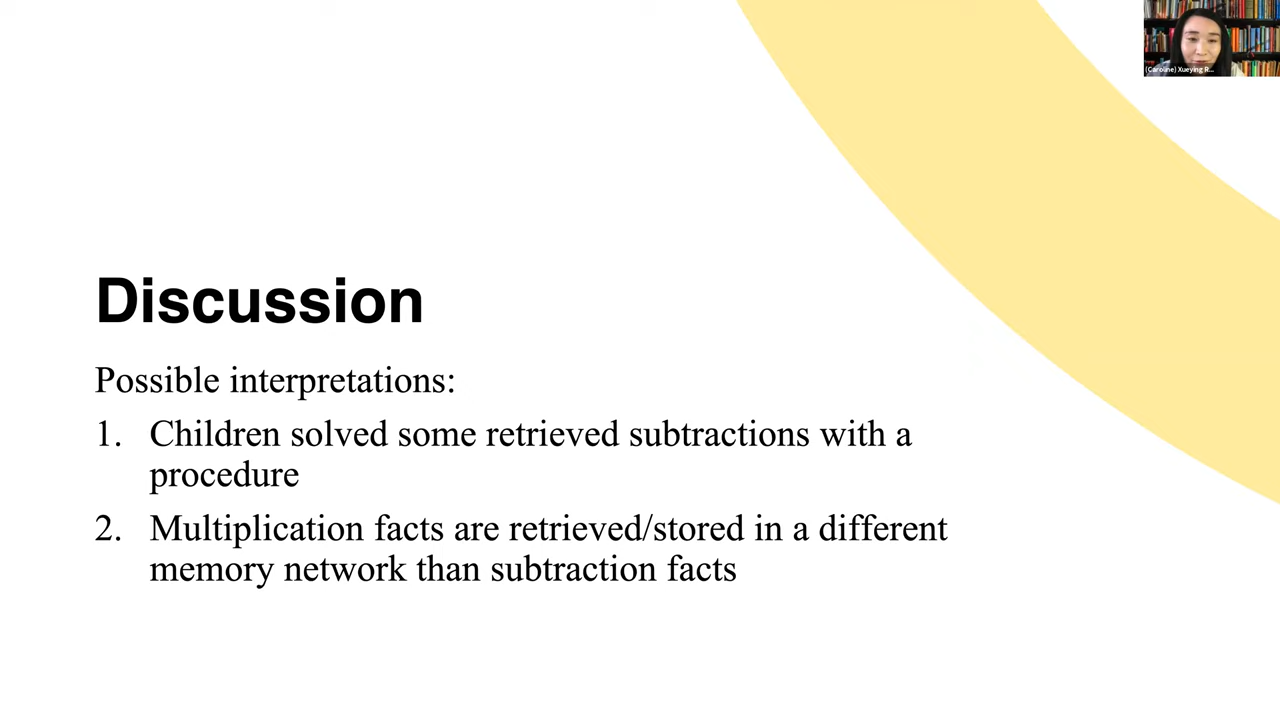 (Caroline) Xueying R...
Discussion
Possible interpretations:
1. Children solved some retrieved subtractions with a
procedure
2. Multiplication facts are retrieved/stored in a different
memory network than subtraction facts